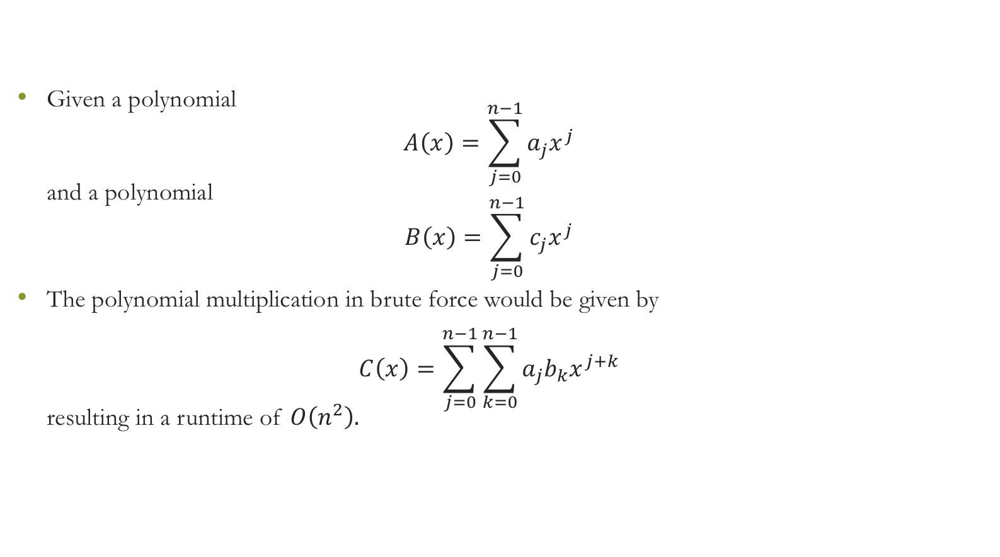 • Given a polynomial
$A(x) = \sum_{j=0}^{n-1} a_j x^j$
and a polynomial
$B(x) = \sum_{j=0}^{n-1} c_j x^j$
• The polynomial multiplication in brute force would be given by
$C(x) = \sum_{j=0}^{n-1} \sum_{k=0}^{n-1} a_j b_k x^{j+k}$
resulting in a runtime of $O(n^2)$.